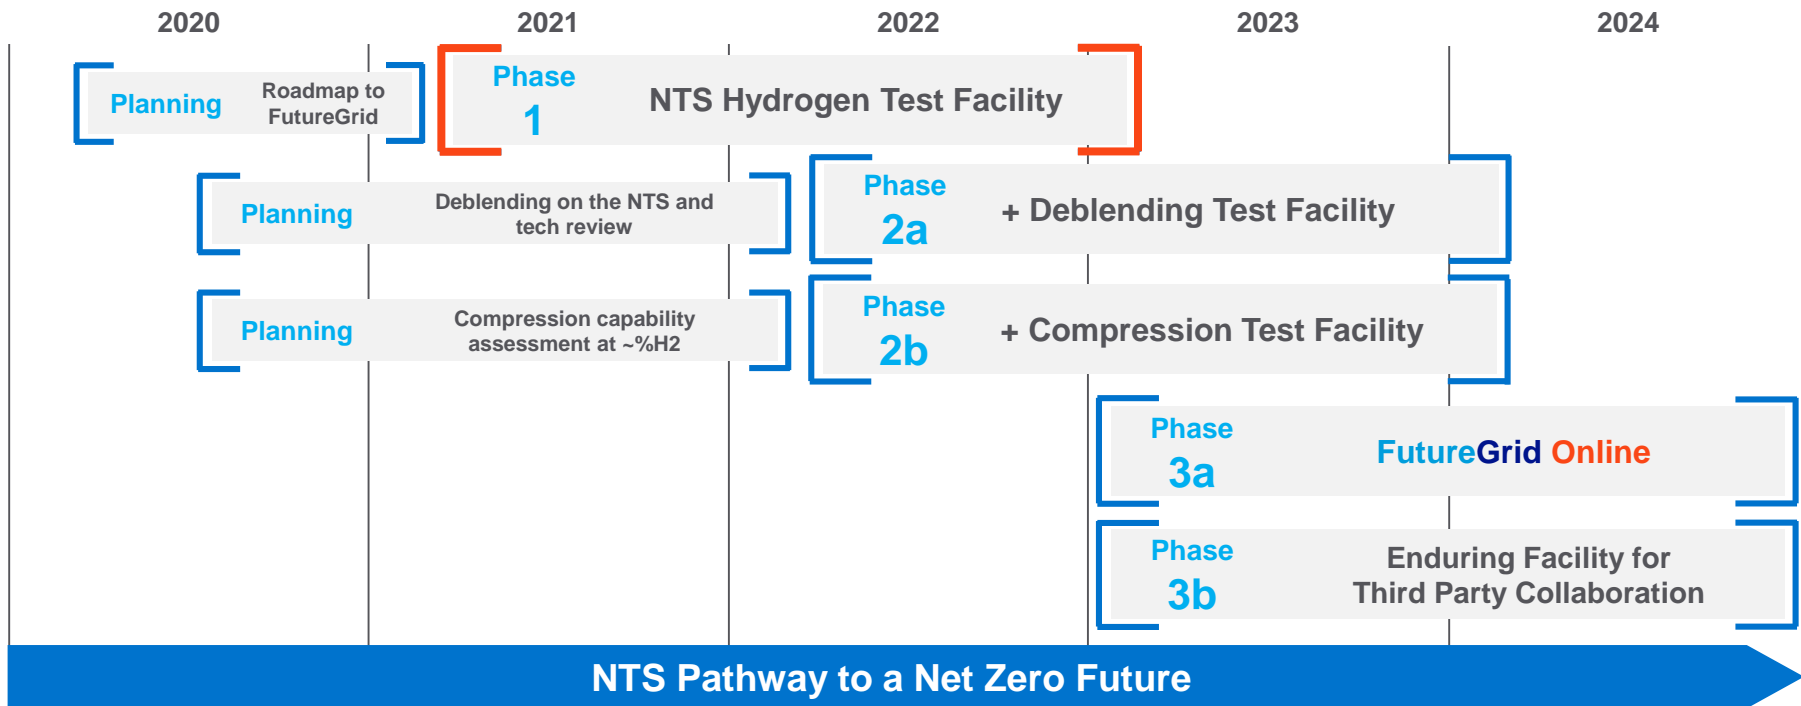 2020
2021
2022
2023
2024
Planning
Roadmap to
FutureGrid
Phase
1
NTS Hydrogen Test Facility
Planning
Deblending on the NTS and
tech review
Phase
2a
+ Deblending Test Facility
Planning
Compression capability
assessment at ~%H2
Phase
2b
+ Compression Test Facility
Phase
3a
FutureGrid Online
Phase
3b
Enduring Facility for
Third Party Collaboration
NTS Pathway to a Net Zero Future